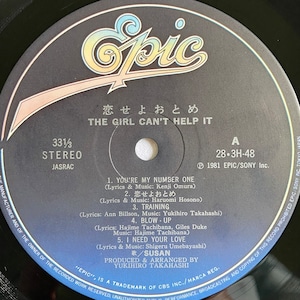 Epic
恋せよおとめ
THE GIRL CAN'T HELP IT
33⅓
STEREO
JASRAC
A
28•3H-48
Ⓟ 1981 EPIC/SONY Inc.
1. YOU'RE MY NUMSER ONE
(Lyrics & Music: Kenji Omura)
2. 恋せよおとめ
(Lyrics & Music: Haruomi Hosono)
3. TRAINING
(Lyrics: Ann Billson, Music: Yukihiro Takahashi)
4. BLOW-UP
(Lyrics: Hajime Tachibana, Giles Duke
Music: Hajime Tachibana)
5. I NEED YOUR LOVE
(Lyrics & Music: Shigeru Umebayashi)
/SUSAN
PRODUCED & ARRANGED BY
YUKIHIRO TAKAHASHI
"EPIC" IS A TRADEMARK OF CBS INC./MARCA REG.